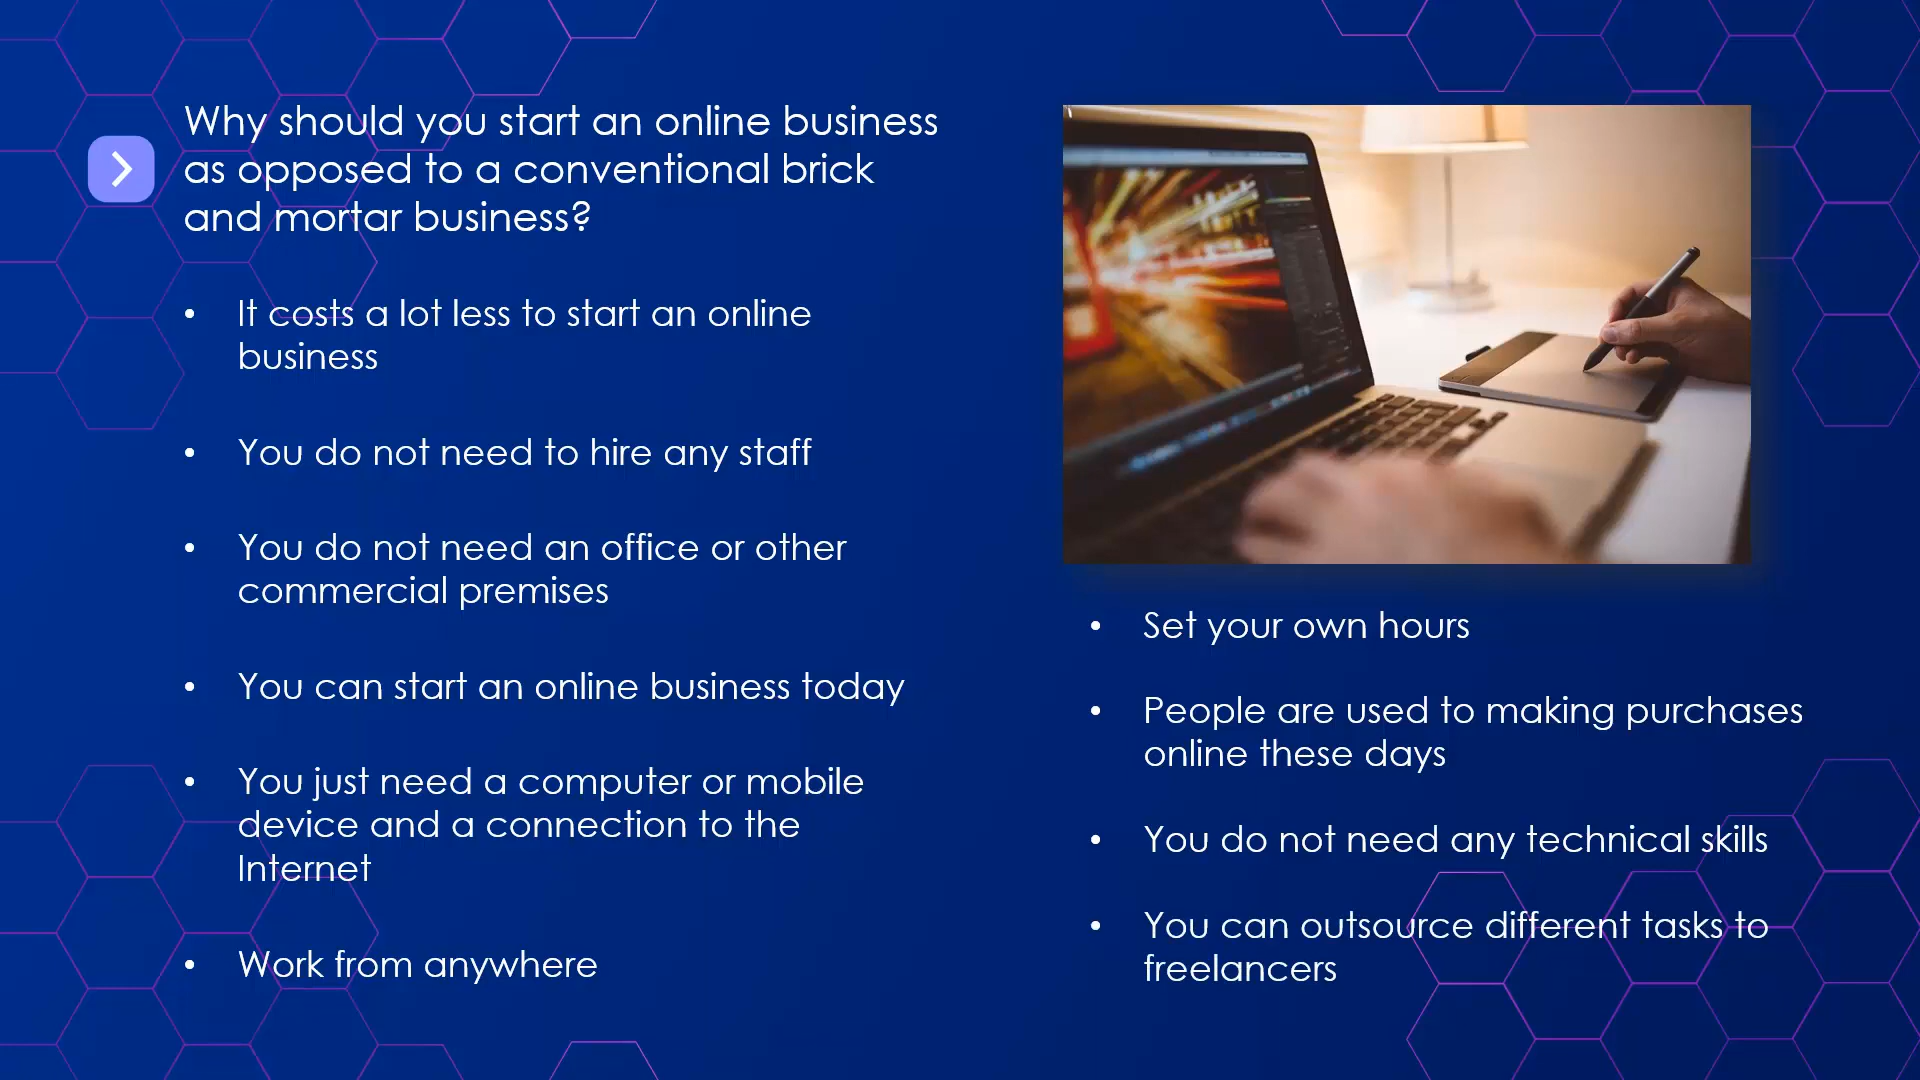 Why should you start an online business
as opposed to a conventional brick
and mortar business?
• It costs a lot less to start an online
business
• You do not need to hire any staff
• You do not need an office or other
commercial premises
• You can start an online business today
• You just need a computer or mobile
device and a connection to the
Internet
• Work from anywhere
• Set your own hours
• People are used to making purchases
online these days
• You do not need any technical skills
• You can outsource different tasks to
freelancers